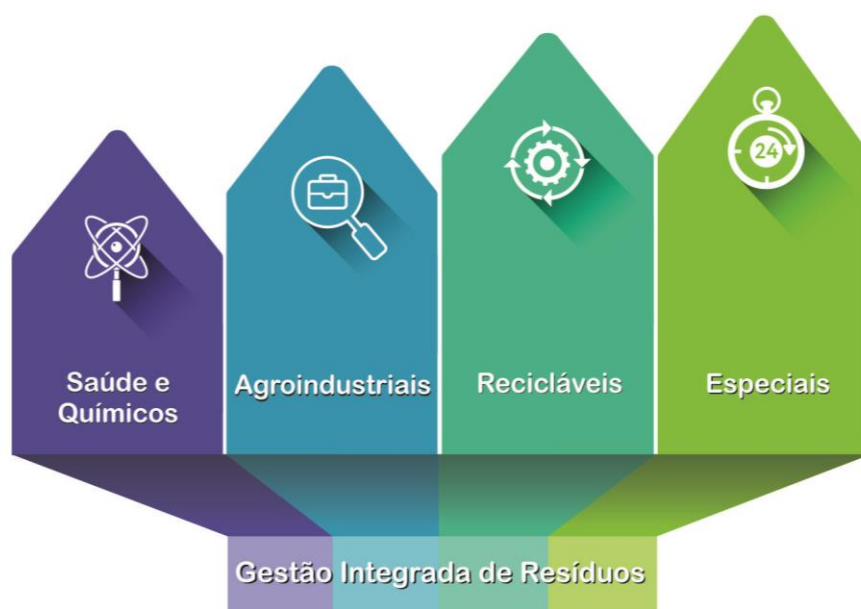 24
Saúde e
Químicos
Agroindustriais
Recicláveis
Especiais
Gestão Integrada de Resíduos